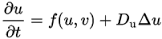 ∂u/∂t = f(u, v) + D_u Δu